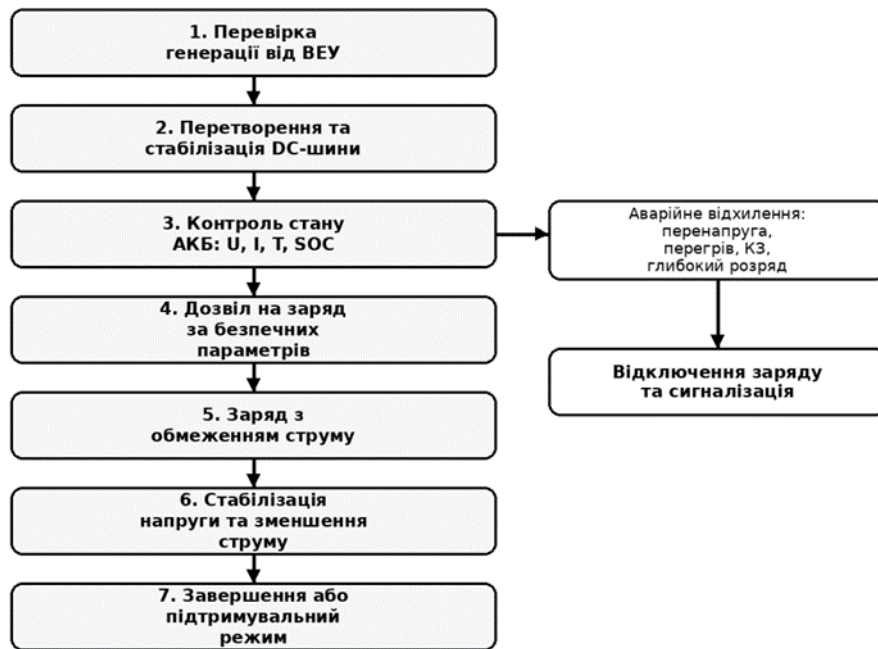 1. Перевірка
генерації від ВЕУ
2. Перетворення та
стабілізація DC-шини
3. Контроль стану
АКБ: U, I, T, SOC
Аварійне відхилення:
перенапруга,
перегрів, КЗ,
глибокий розряд
4. Дозвіл на заряд
за безпечних
параметрів
Відключення заряду
та сигналізація
5. Заряд з
обмеженням струму
6. Стабілізація
напруги та зменшення
струму
7. Завершення або
підтримувальний
режим